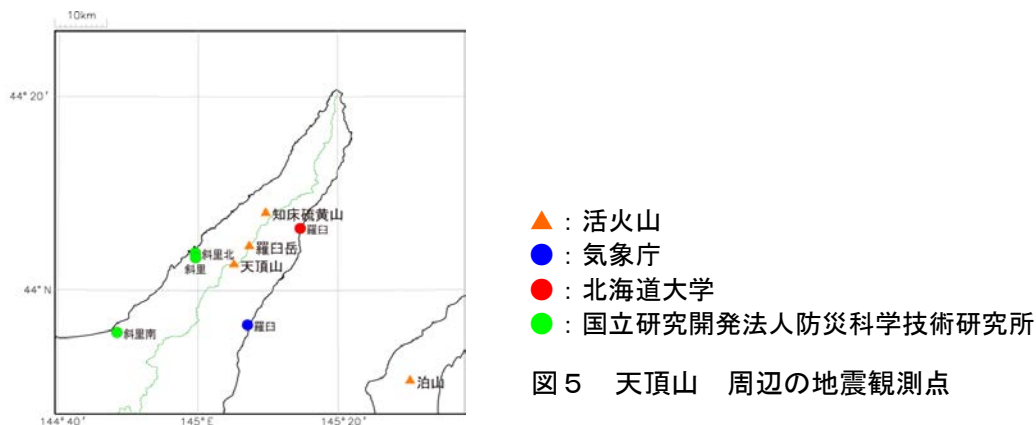 10km
44°20′
知床硫黄山
羅臼
斜里北
羅臼岳
斜里
天頂山
44°N
羅臼
斜里南
泊山
144°40′
145°E
145°20′
：活火山
：気象庁
：北海道大学
：国立研究開発法人防災科学技術研究所
図５　天頂山　周辺の地震観測点